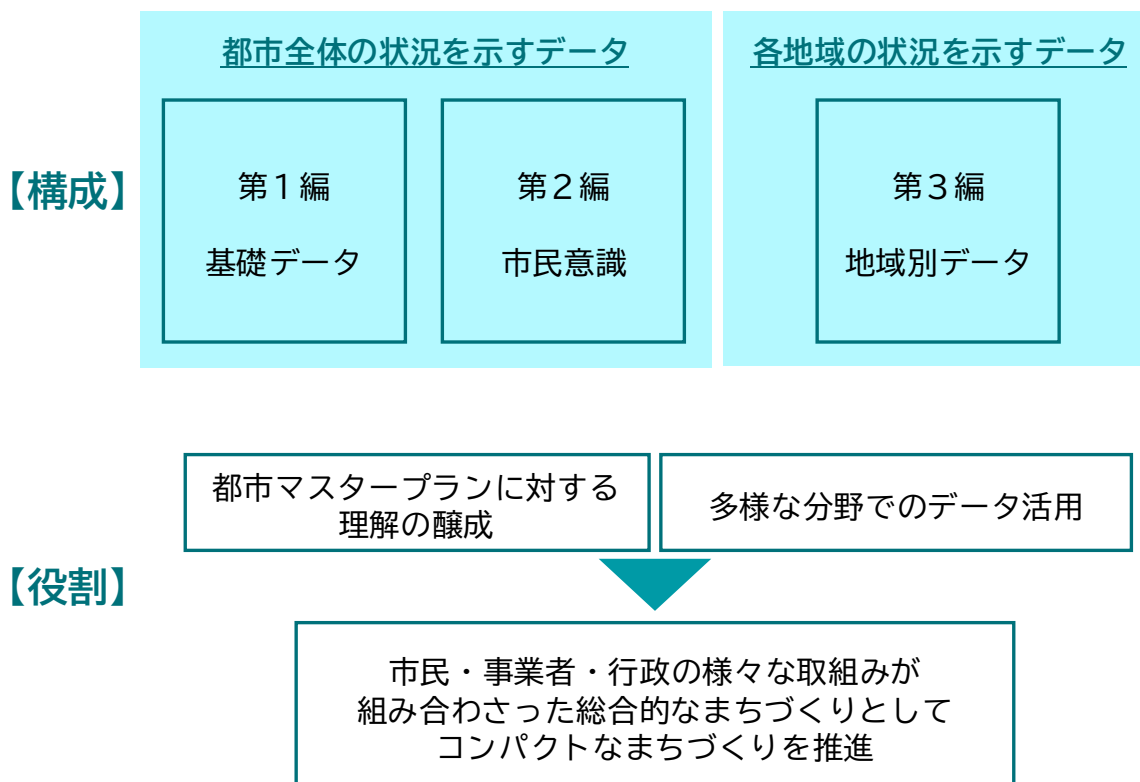 都市全体の状況を示すデータ
各地域の状況を示すデータ
【構成】
第1編
基礎データ
第2編
市民意識
第3編
地域別データ
都市マスタープランに対する
理解の醸成
多様な分野でのデータ活用
【役割】
市民・事業者・行政の様々な取組みが
組み合わさった総合的なまちづくりとして
コンパクトなまちづくりを推進